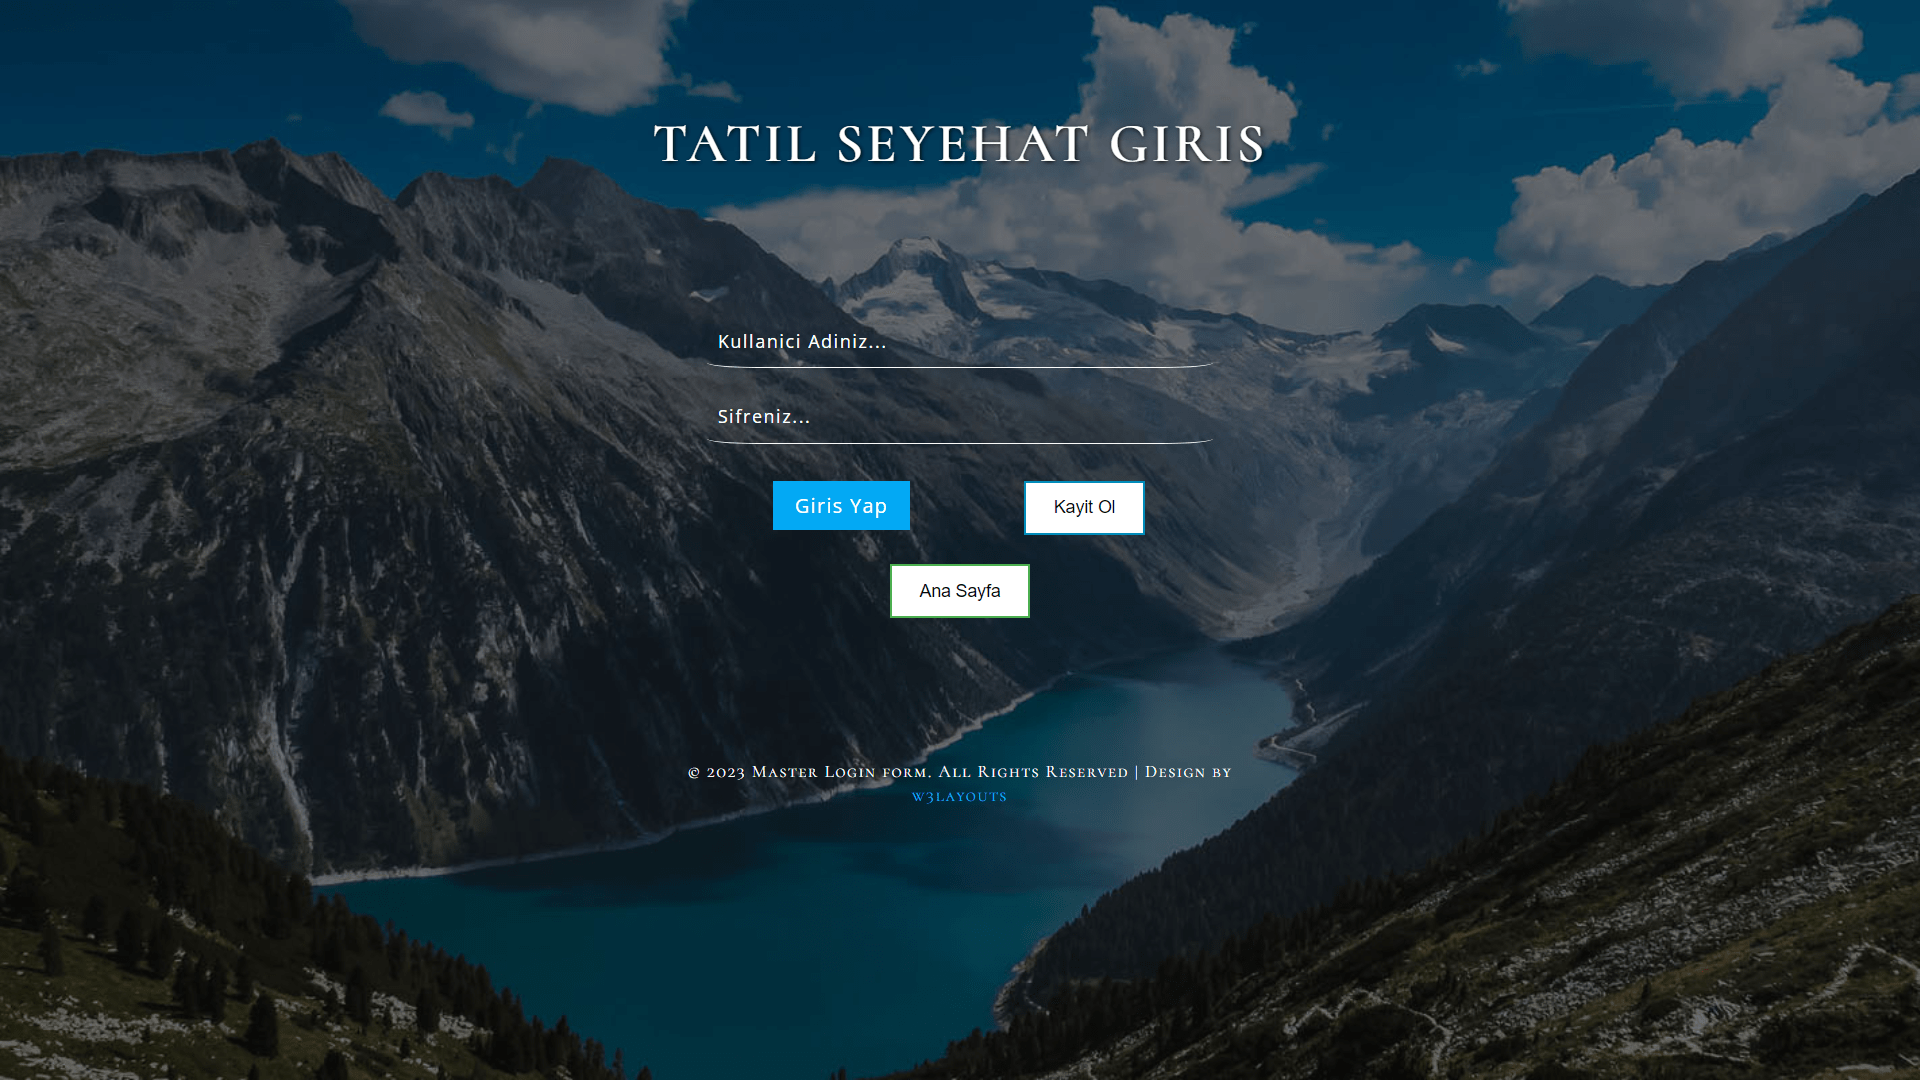 TATIL SEYEHAT GIRIS
Kullanici Adiniz...
Sifreniz...
Giris Yap
Kayit Ol
Ana Sayfa
© 2023 Master Login form. All Rights Reserved | Design by
w3layouts